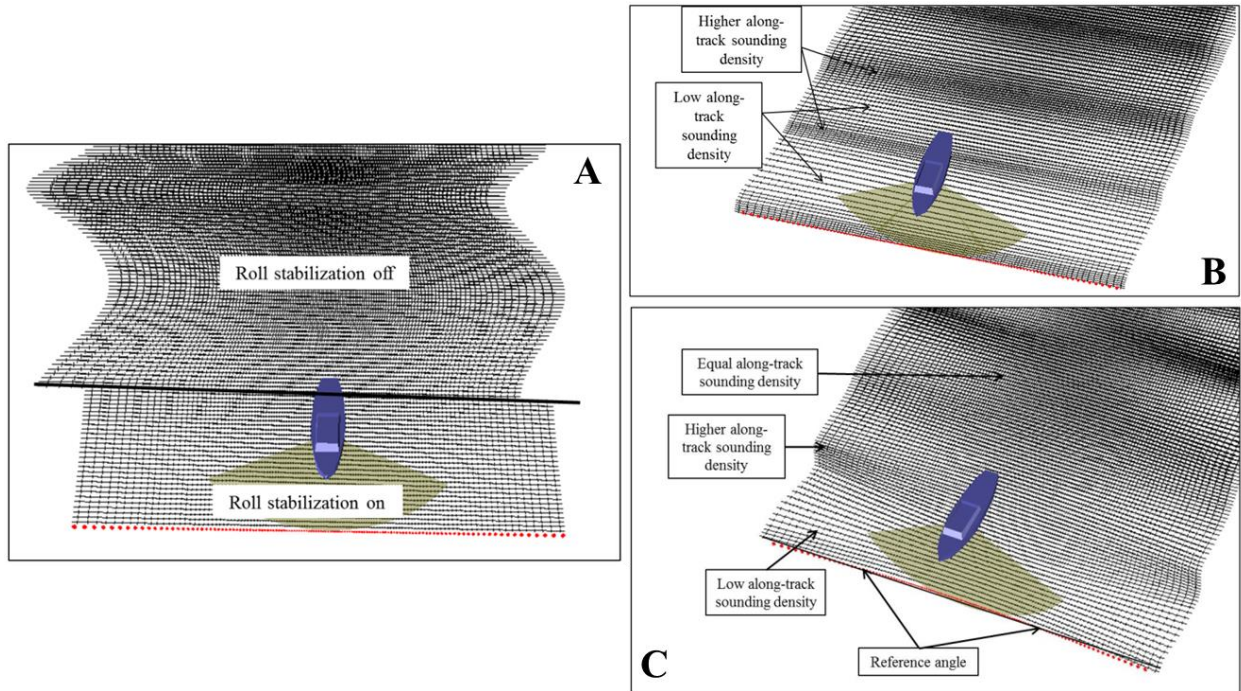 A
Roll stabilization off
Roll stabilization on
Higher along-
track sounding
density
Low along-
track
sounding
density
B
Equal along-track
sounding density
Higher along-
track sounding
density
Low along-track
sounding density
Reference angle
C